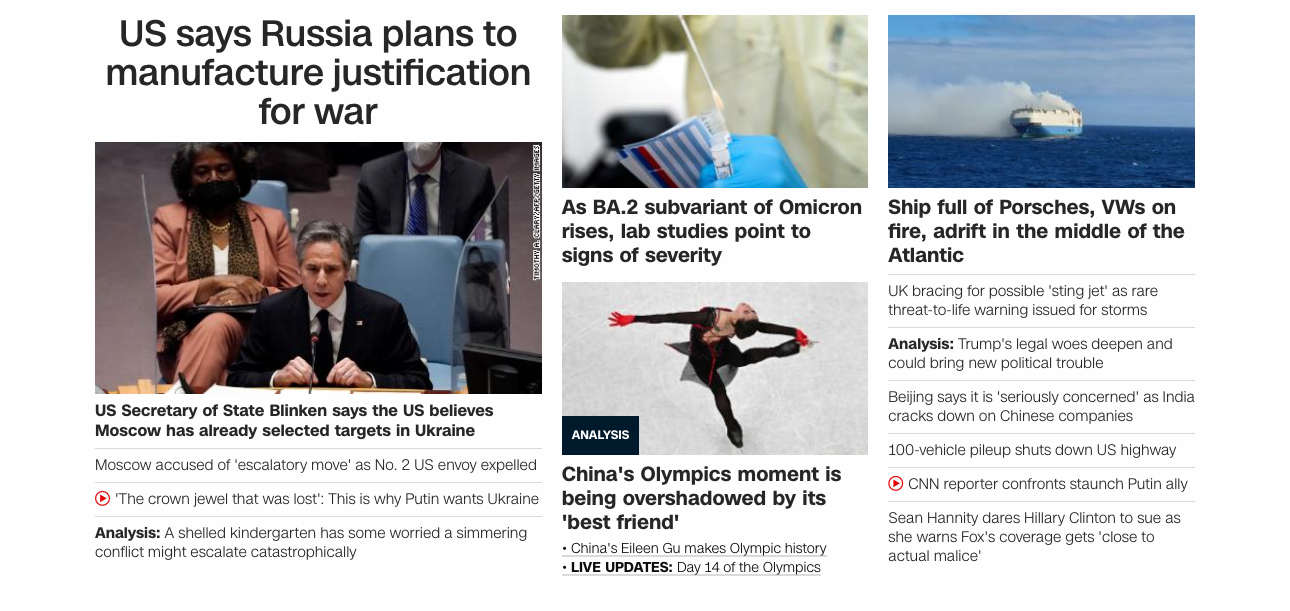 US says Russia plans to
manufacture justification
for war
TIMOTHY A. CLARY/AFP/GETTY IMAGES
US Secretary of State Blinken says the US believes
Moscow has already selected targets in Ukraine
Moscow accused of 'escalatory move' as No. 2 US envoy expelled
'The crown jewel that was lost': This is why Putin wants Ukraine
Analysis: A shelled kindergarten has some worried a simmering
conflict might escalate catastrophically
As BA.2 subvariant of Omicron
rises, lab studies point to
signs of severity
ANALYSIS
China's Olympics moment is
being overshadowed by its
'best friend'
• China's Eileen Gu makes Olympic history
• LIVE UPDATES: Day 14 of the Olympics
Ship full of Porsches, VWs on
fire, adrift in the middle of the
Atlantic
UK bracing for possible 'sting jet' as rare
threat-to-life warning issued for storms
Analysis: Trump's legal woes deepen and
could bring new political trouble
Beijing says it is 'seriously concerned' as India
cracks down on Chinese companies
100-vehicle pileup shuts down US highway
CNN reporter confronts staunch Putin ally
Sean Hannity dares Hillary Clinton to sue as
she warns Fox's coverage gets 'close to
actual malice'